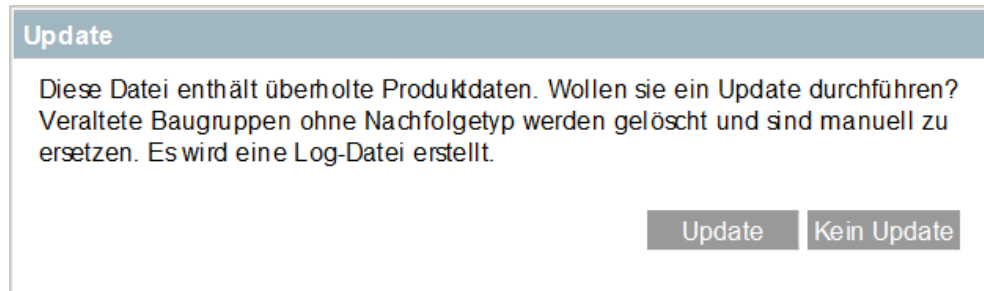 Update
Diese Datei enthält überholte Produktdaten. Wollen sie ein Update durchführen?
Veraltete Baugruppen ohne Nachfolgetyp werden gelöscht und sind manuell zu
ersetzen. Es wird eine Log-Datei erstellt.
Update Kein Update